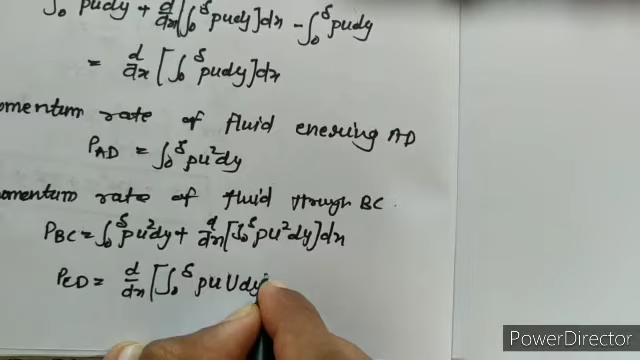 ∫₀ ρudy + d/dx[∫₀^δ ρudy]dx - ∫₀^δ ρudy
= d/dx [∫₀^δ ρudy]dx
omentum rate of fluid enering AD
P_AD = ∫₀^δ ρu²dy
omentum rate of fluid through BC.
P_BC = ∫₀^δ ρu²dy + d/dx[∫₀^δ ρu²dy]dx
P_CD = d/dx [∫₀^δ ρuUdy
PowerDirector